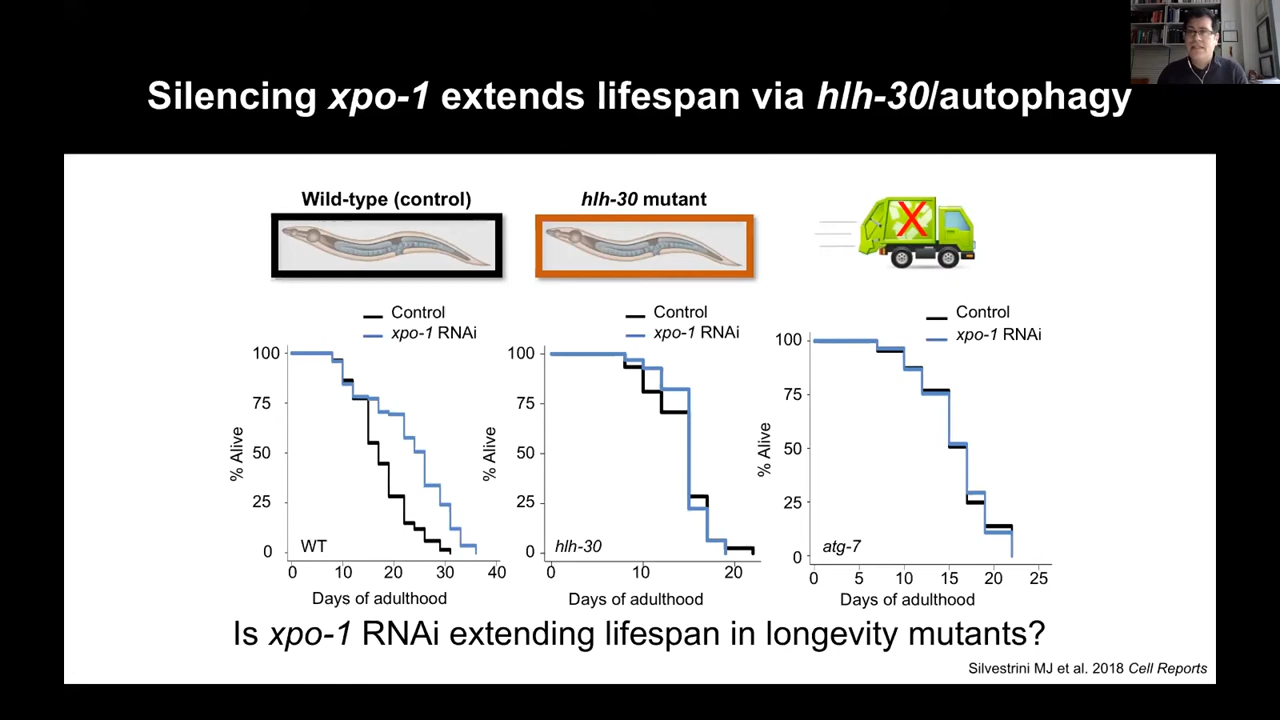 Silencing xpo-1 extends lifespan via hlh-30/autophagy
Wild-type (control)
hlh-30 mutant
X
Control
xpo-1 RNAi
100
75
50
25
0
% Alive
WT
0 10 20 30 40
Days of adulthood
Control
xpo-1 RNAi
100
75
50
25
0
% Alive
hlh-30
0 10 20
Days of adulthood
Control
xpo-1 RNAi
100
75
50
25
0
% Alive
atg-7
0 5 10 15 20 25
Days of adulthood
Is xpo-1 RNAi extending lifespan in longevity mutants?
Silvestrini MJ et al. 2018 Cell Reports